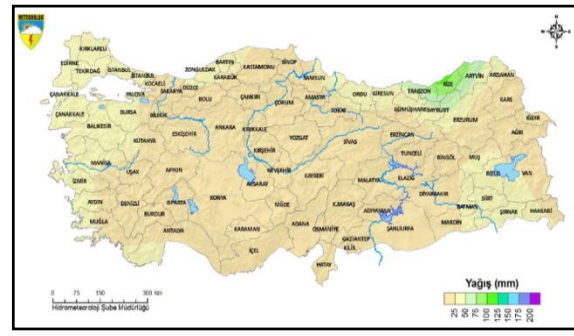 METEOROLOJİ
KIRKLARELİ
EDİRNE
TEKİRDAĞ
İSTANBUL
İSTANBUL
KOCAELİ
YALOVA
SAKARYA
DÜZCE
ZONGULDAK
BARTIN
KARABÜK
KASTAMONU
SİNOP
SAMSUN
ORDU
GİRESUN
TRABZON
RİZE
ARTVİN
ARDAHAN
KARS
IĞDIR
AĞRI
ÇANAKKALE
ÇANAKKALE
BALIKESİR
BURSA
BİLECİK
BOLU
ÇANKIRI
ÇORUM
AMASYA
TOKAT
GÜMÜŞHANE
BAYBURT
ERZURUM
ERZİNCAN
KÜTAHYA
ESKİŞEHİR
ANKARA
KIRIKKALE
YOZGAT
SİVAS
TUNCELİ
BİNGÖL
MUŞ
KIRŞEHİR
MANİSA
UŞAK
AFYON
İZMİR
AKSARAY
NEVŞEHİR
KAYSERİ
MALATYA
ELAZIĞ
BİTLİS
VAN
DİYARBAKIR
BATMAN
SİİRT
ŞIRNAK
HAKKARİ
AYDIN
DENİZLİ
ISPARTA
BURDUR
KONYA
NİĞDE
K.MARAŞ
ADIYAMAN
MARDİN
MUĞLA
ANTALYA
KARAMAN
İÇEL
ADANA
OSMANİYE
GAZİANTEP
KİLİS
ŞANLIURFA
HATAY
0 75 150 300 Km
Hidrometeoroloji Şube Müdürlüğü
Yağış (mm)
25 50 75 100 125 150 175 200